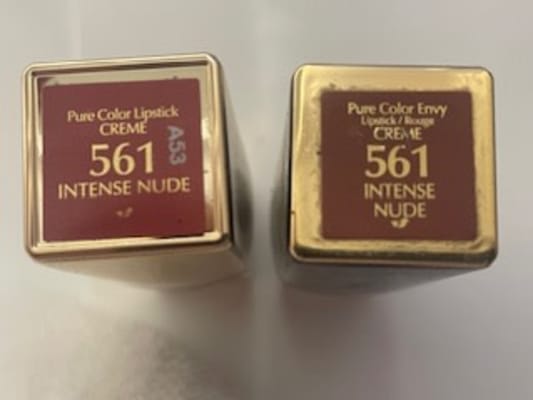 Pure Color Lipstick
CREME
561
INTENSE NUDE
A53
Pure Color Envy
Lipstick / Rouge
CREME
561
INTENSE
NUDE